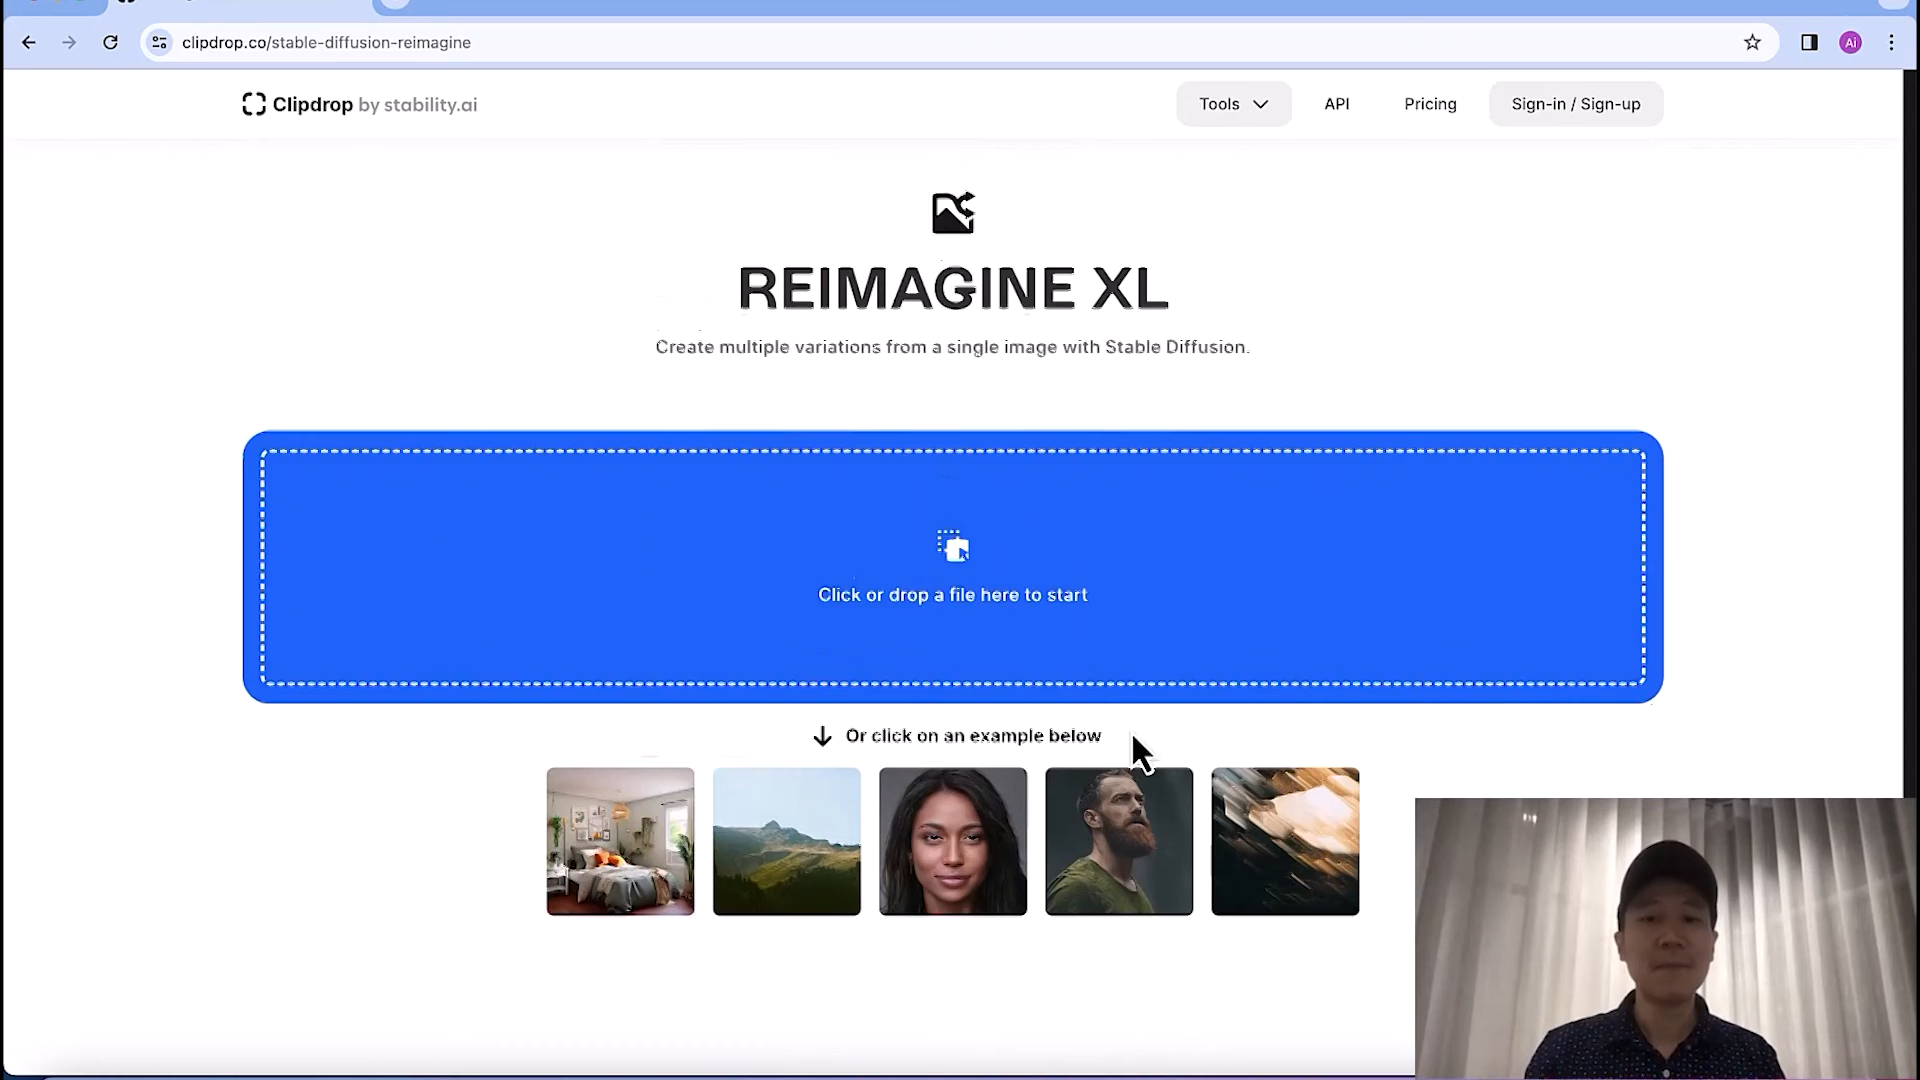 clipdrop.co/stable-diffusion-reimagine
Ai
Clipdrop by stability.ai
Tools
API
Pricing
Sign-in / Sign-up
REIMAGINE XL
Create multiple variations from a single image with Stable Diffusion.
Click or drop a file here to start
Or click on an example below